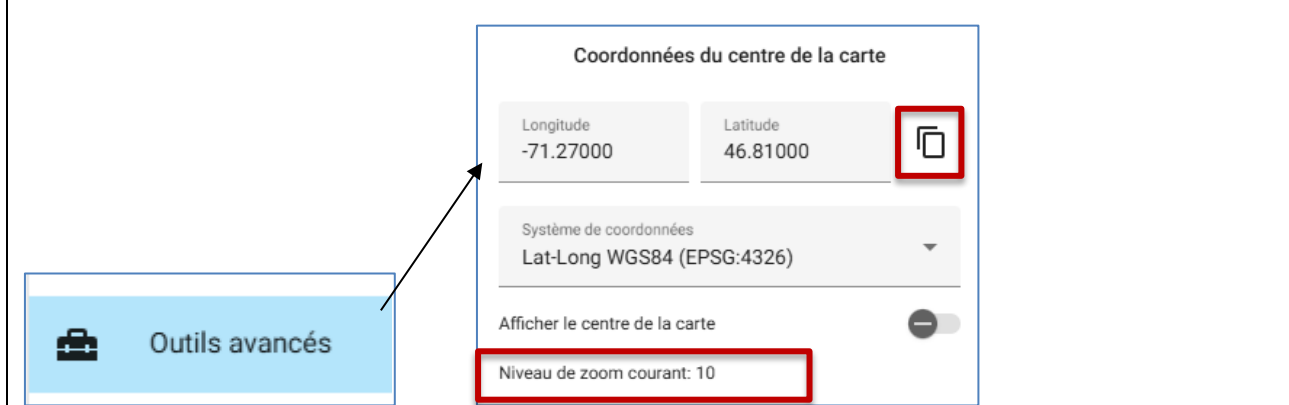 Coordonnées du centre de la carte
Longitude
-71.27000
Latitude
46.81000
Système de coordonnées
Lat-Long WGS84 (EPSG:4326)
Afficher le centre de la carte
Niveau de zoom courant: 10
Outils avancés